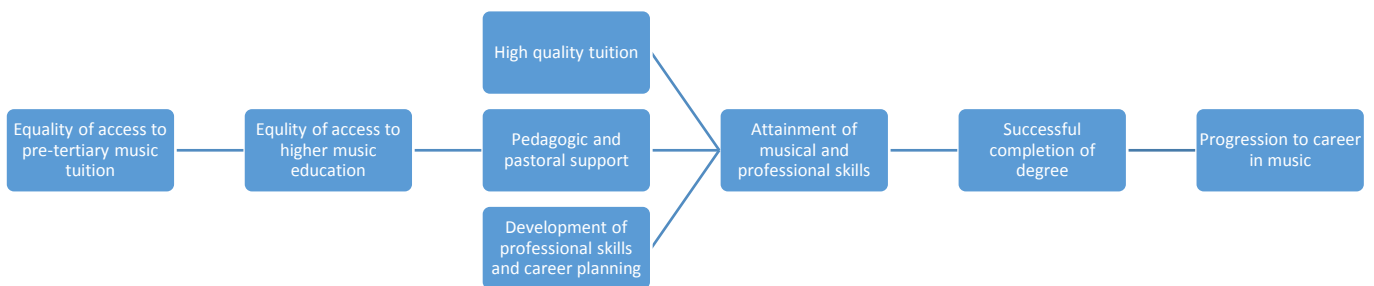 Equality of access to
pre-tertiary music
tuition
Equlity of access to
higher music
education
High quality tuition
Pedagogic and
pastoral support
Development of
professional skills
and career planning
Attainment of
musical and
professional skills
Successful
completion of
degree
Progression to career
in music